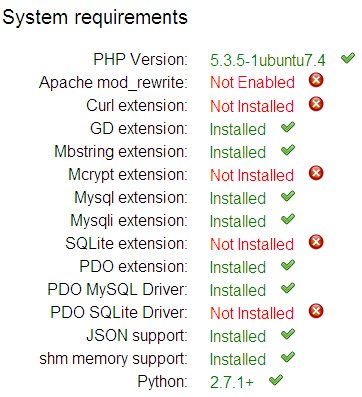 System requirements
PHP Version: 5.3.5-1ubuntu7.4
Apache mod_rewrite: Not Enabled
Curl extension: Not Installed
GD extension: Installed
Mbstring extension: Installed
Mcrypt extension: Not Installed
Mysql extension: Installed
Mysqli extension: Installed
SQLite extension: Not Installed
PDO extension: Installed
PDO MySQL Driver: Installed
PDO SQLite Driver: Not Installed
JSON support: Installed
shm memory support: Installed
Python: 2.7.1+